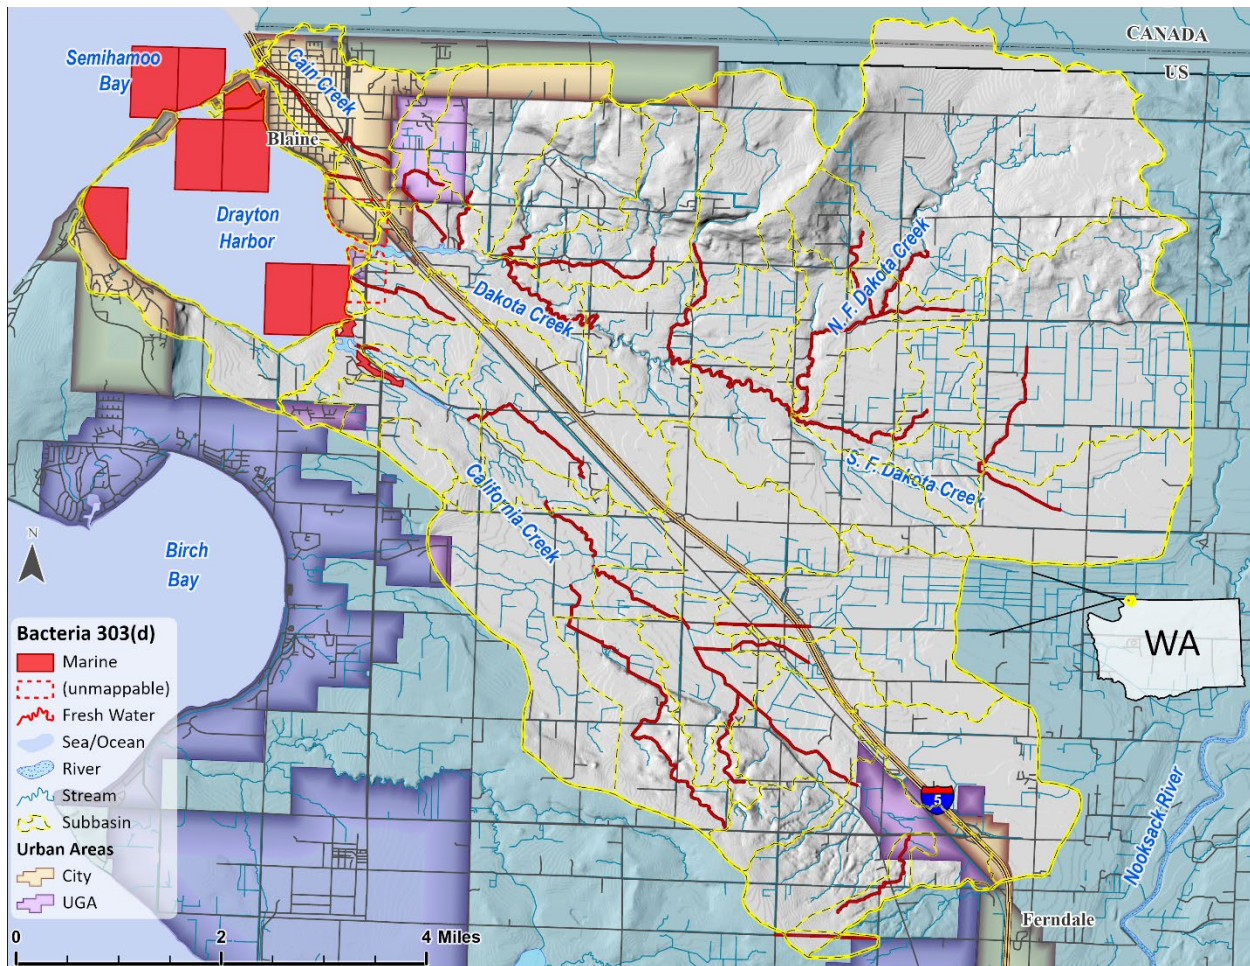 CANADA
US
Semihamoo
Bay
Cain Creek
Blaine
Drayton
Harbor
Dakota Creek
N. F. Dakota Creek
S. F. Dakota Creek
California Creek
N
Birch
Bay
WA
Nooksack River
5
Ferndale
Bacteria 303(d)
Marine
(unmappable)
Fresh Water
Sea/Ocean
River
Stream
Subbasin
Urban Areas
City
UGA
0 2 4 Miles